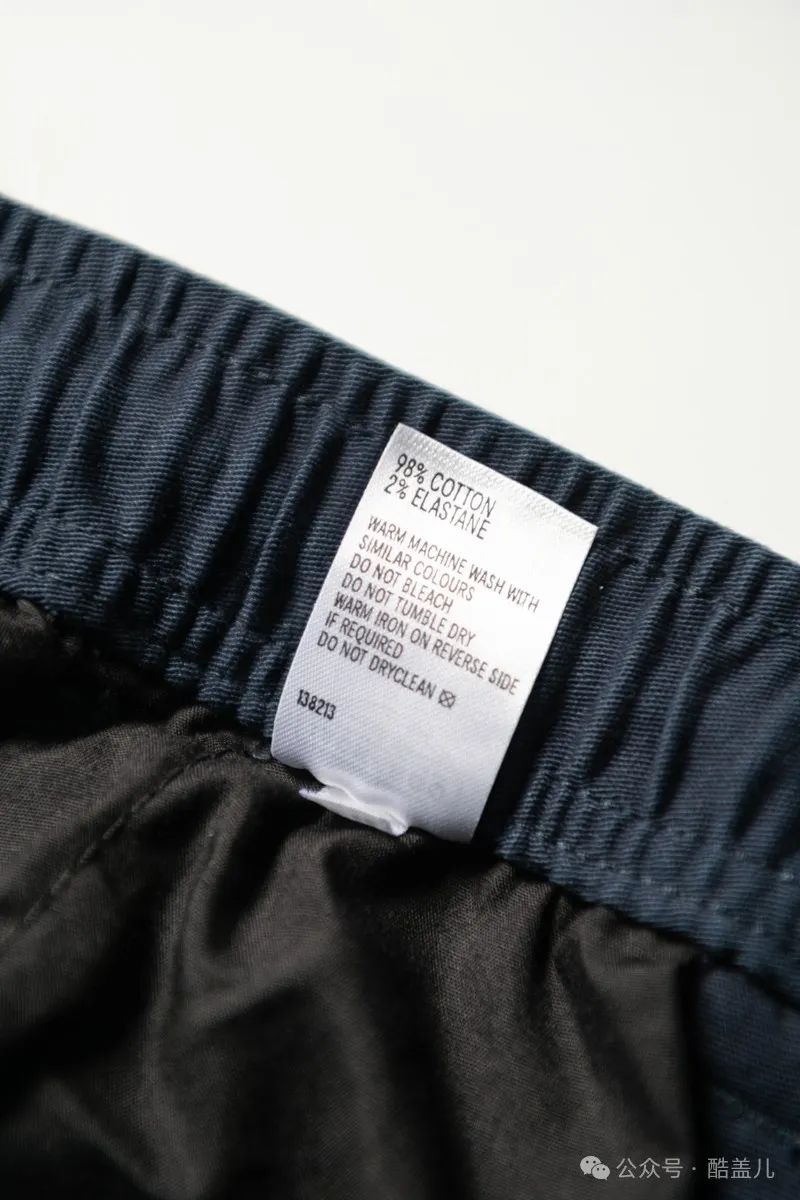 98% COTTON
2% ELASTANE
WARM MACHINE WASH WITH
SIMILAR COLOURS
DO NOT BLEACH
DO NOT TUMBLE DRY
WARM IRON ON REVERSE SIDE
IF REQUIRED
DO NOT DRYCLEAN
138213
公众号 · 酷盖儿